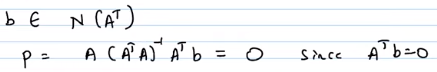 b ∈ N(Aᵀ)
p = A(AᵀA)⁻¹Aᵀb = 0 since Aᵀb=0